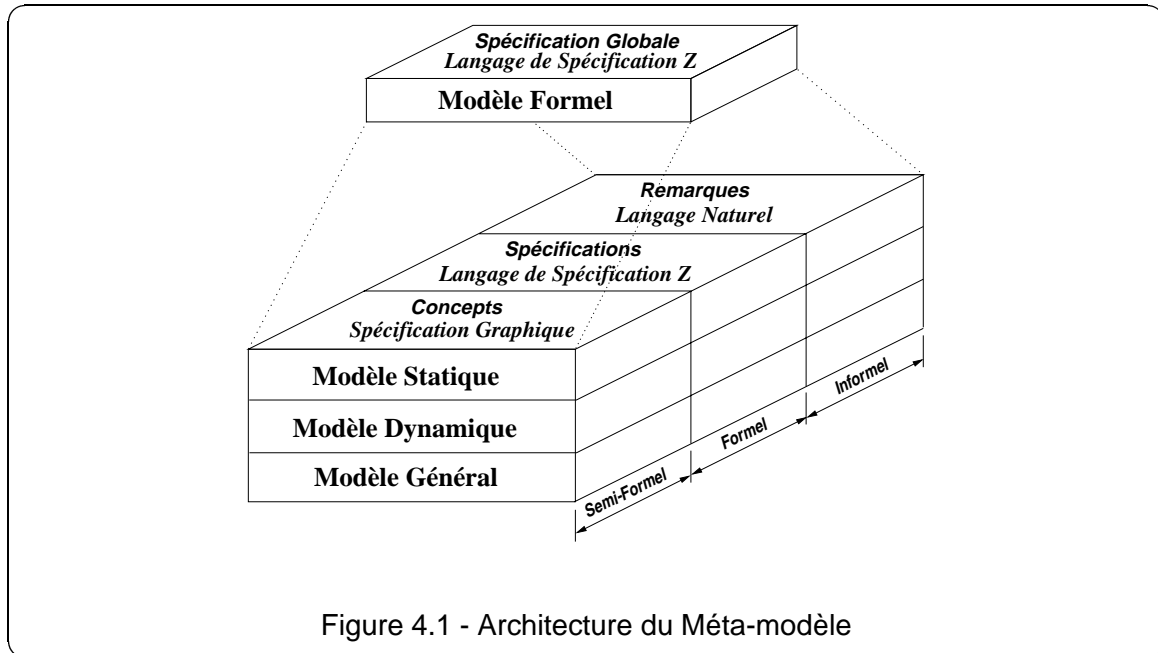 Spécification Globale
Langage de Spécification Z
Modèle Formel
Remarques
Langage Naturel
Spécifications
Langage de Spécification Z
Concepts
Spécification Graphique
Modèle Statique
Modèle Dynamique
Modèle Général
Semi-Formel
Formel
Informel
Figure 4.1 - Architecture du Méta-modèle